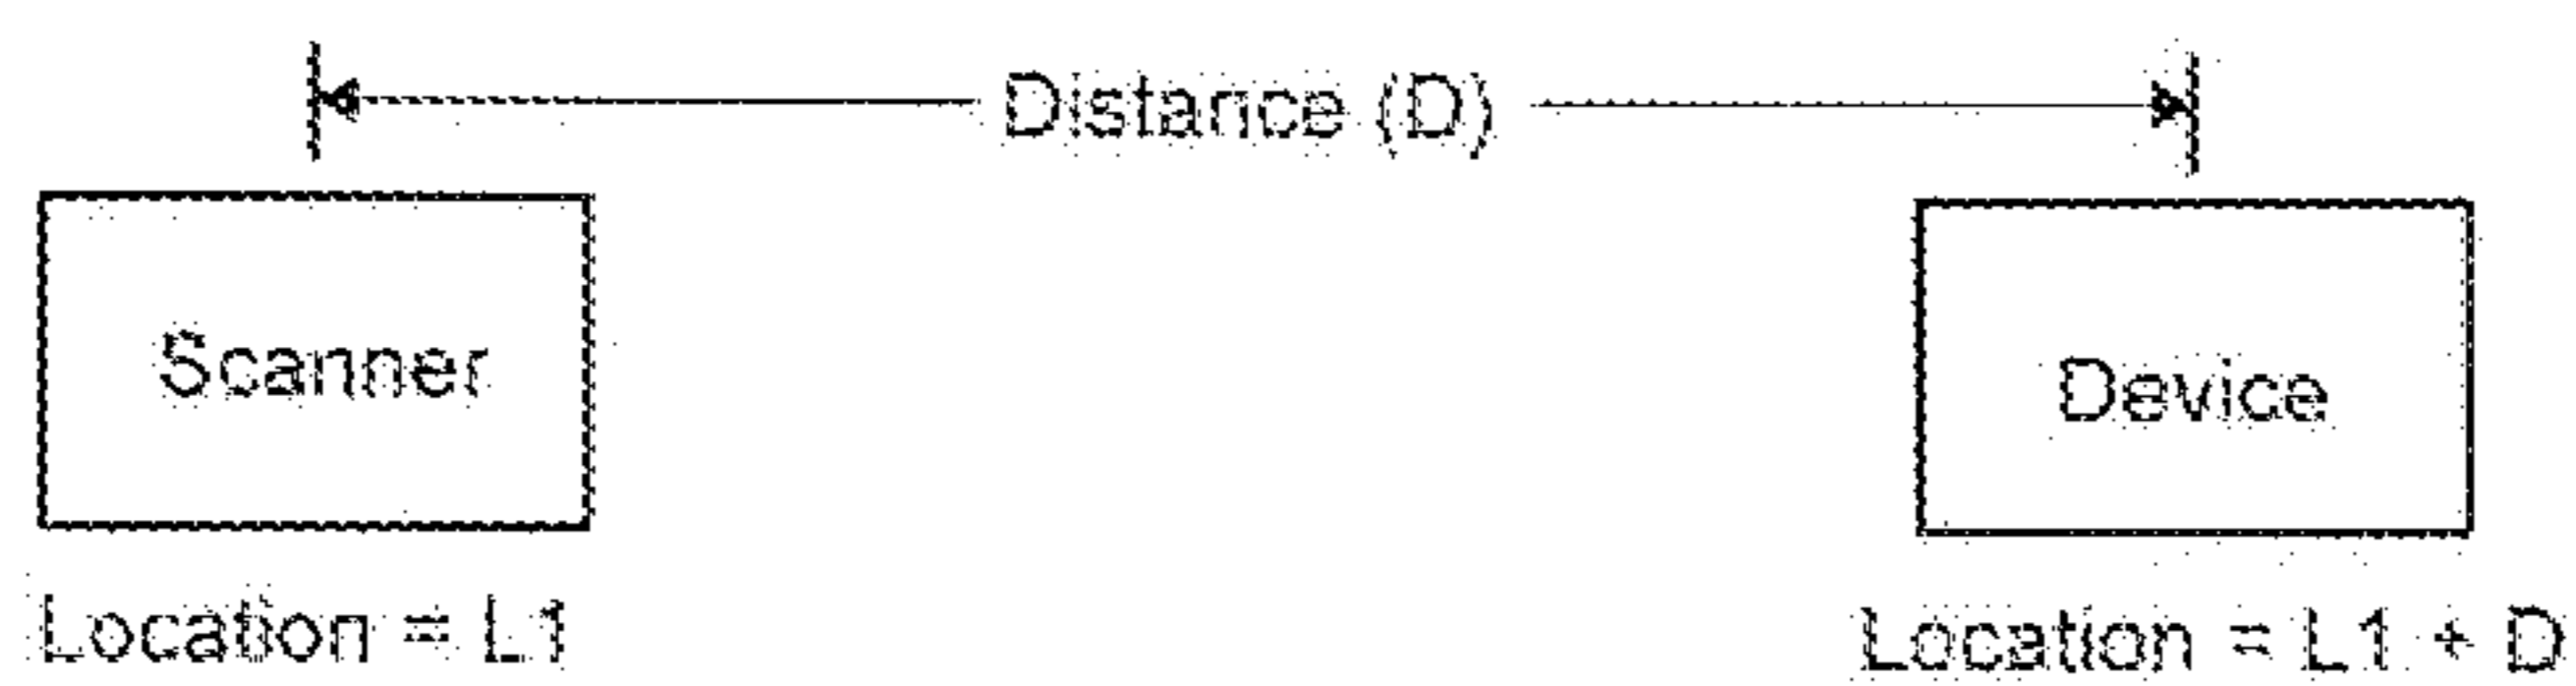 Distance (D)
Scanner
Device
Location = L1
Location = L1 + D